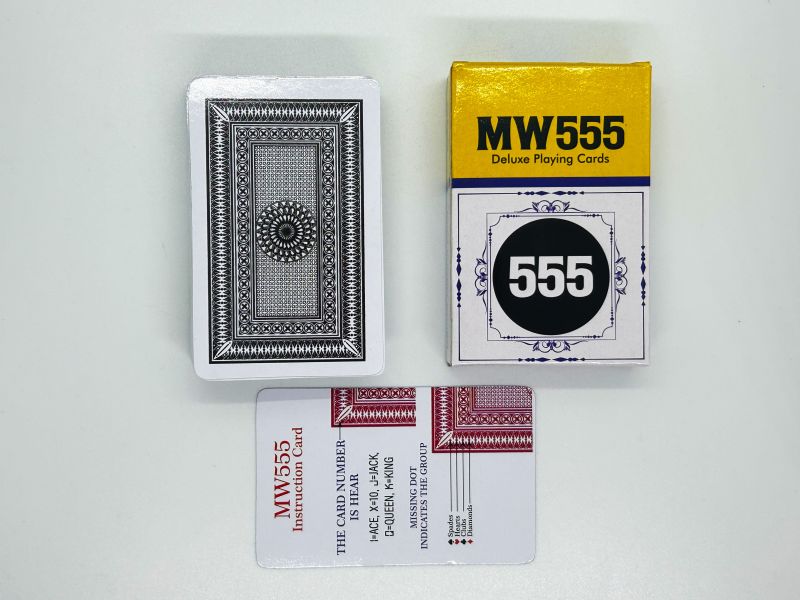 MW555
Deluxe Playing Cards
555
MW555
Instruction Card
THE CARD NUMBER
IS HEAR
I=ACE, X=10, J=JACK,
Q=QUEEN, K=KING
MISSING DOT
INDICATES THE GROUP
♠Spades
♥Hearts
♣Clubs
♦Diamonds